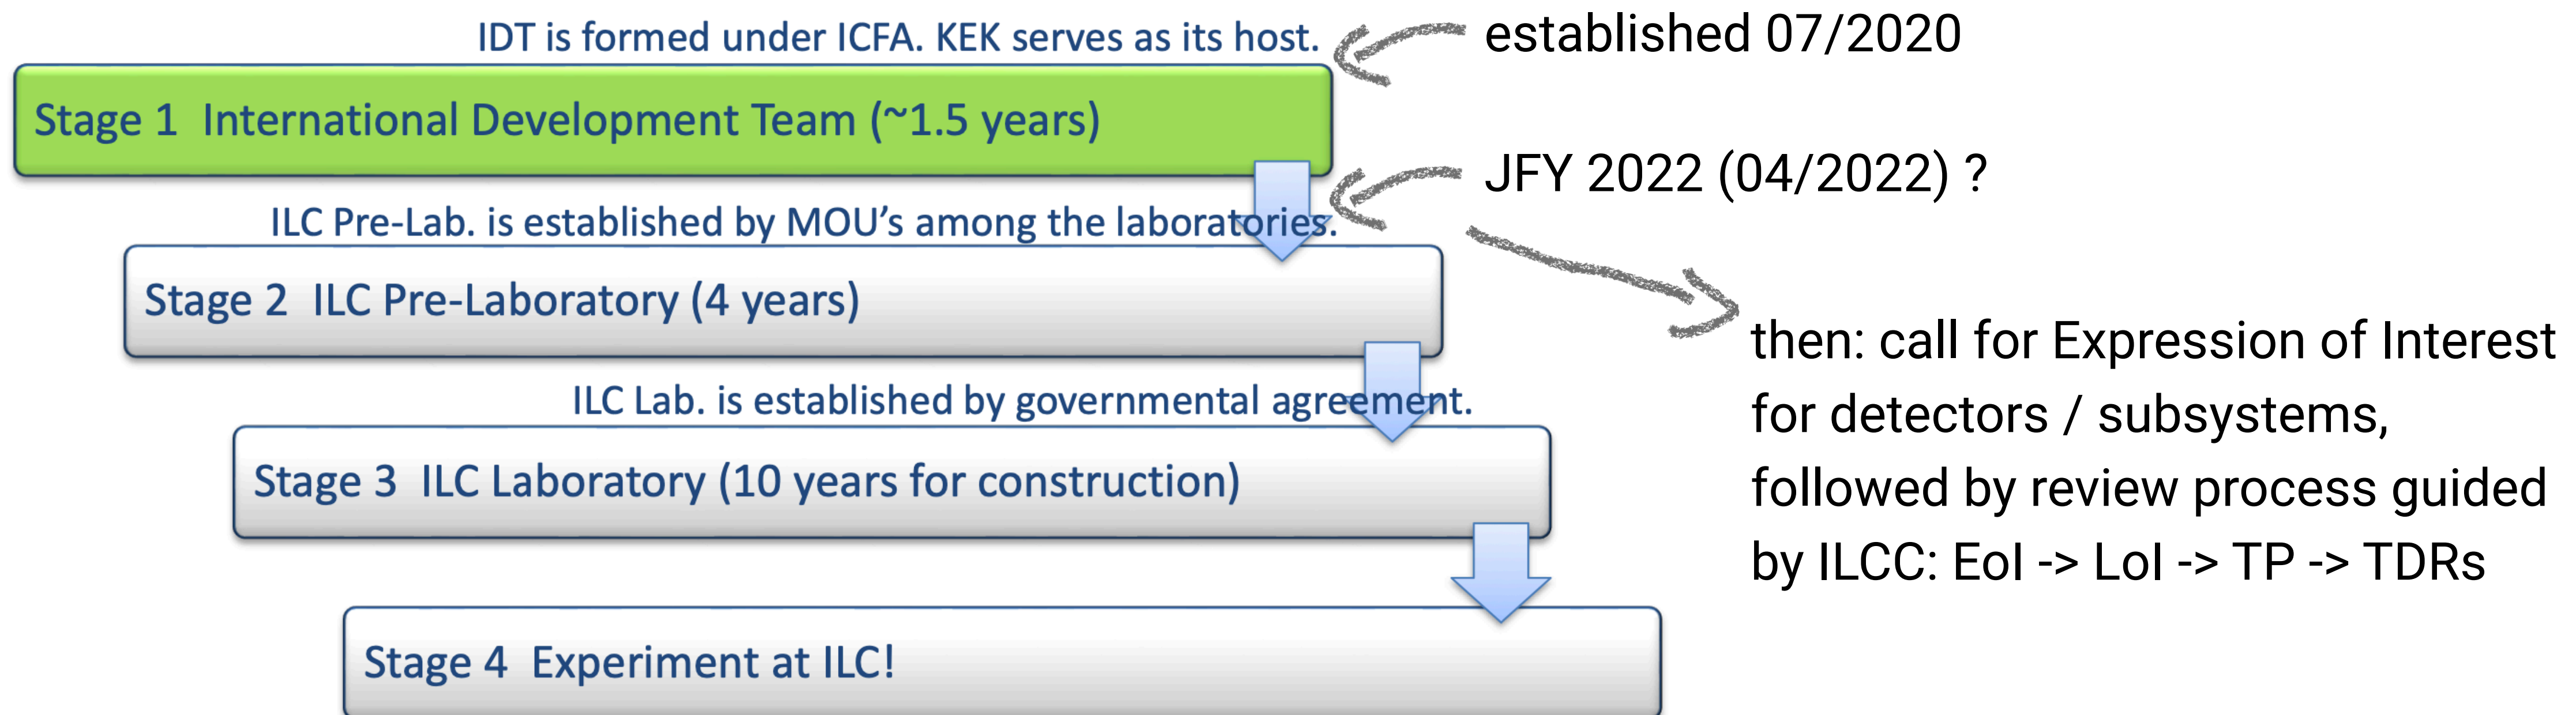 IDT is formed under ICFA. KEK serves as its host.
established 07/2020
Stage 1  International Development Team (~1.5 years)
JFY 2022 (04/2022) ?
ILC Pre-Lab. is established by MOU's among the laboratories.
Stage 2  ILC Pre-Laboratory (4 years)
then: call for Expression of Interest
for detectors / subsystems,
followed by review process guided
by ILCC: EoI -> LoI -> TP -> TDRs
ILC Lab. is established by governmental agreement.
Stage 3  ILC Laboratory (10 years for construction)
Stage 4  Experiment at ILC!